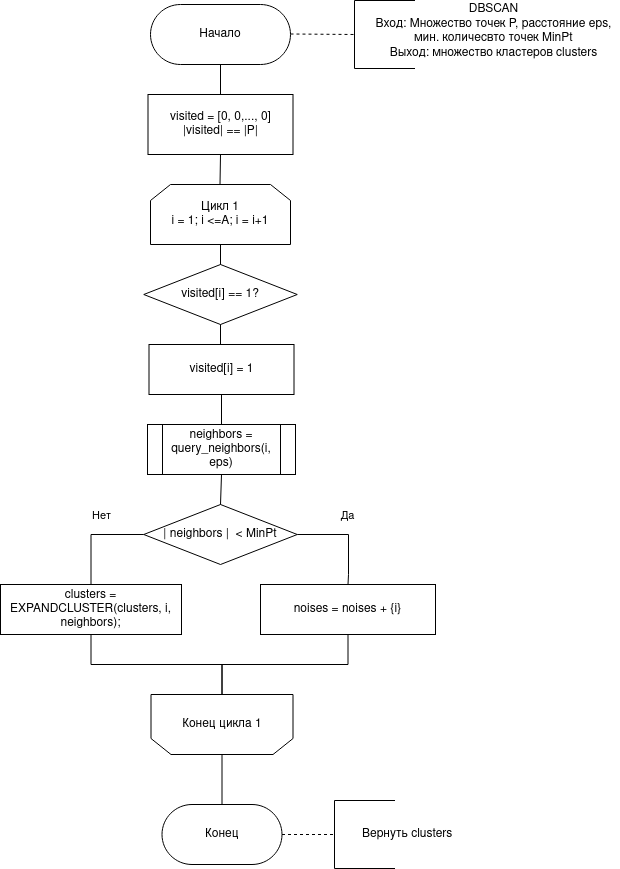 Начало
DBSCAN
Вход: Множество точек P, расстояние eps,
мин. количесвто точек MinPt
Выход: множество кластеров clusters
visited = [0, 0,..., 0]
|visited| == |P|
Цикл 1
i = 1; i <=A; i = i+1
visited[i] == 1?
visited[i] = 1
neighbors =
query_neighbors(i,
eps)
Нет
Да
| neighbors | < MinPt
clusters =
EXPANDCLUSTER(clusters, i,
neighbors);
noises = noises + {i}
Конец цикла 1
Конец
Вернуть clusters